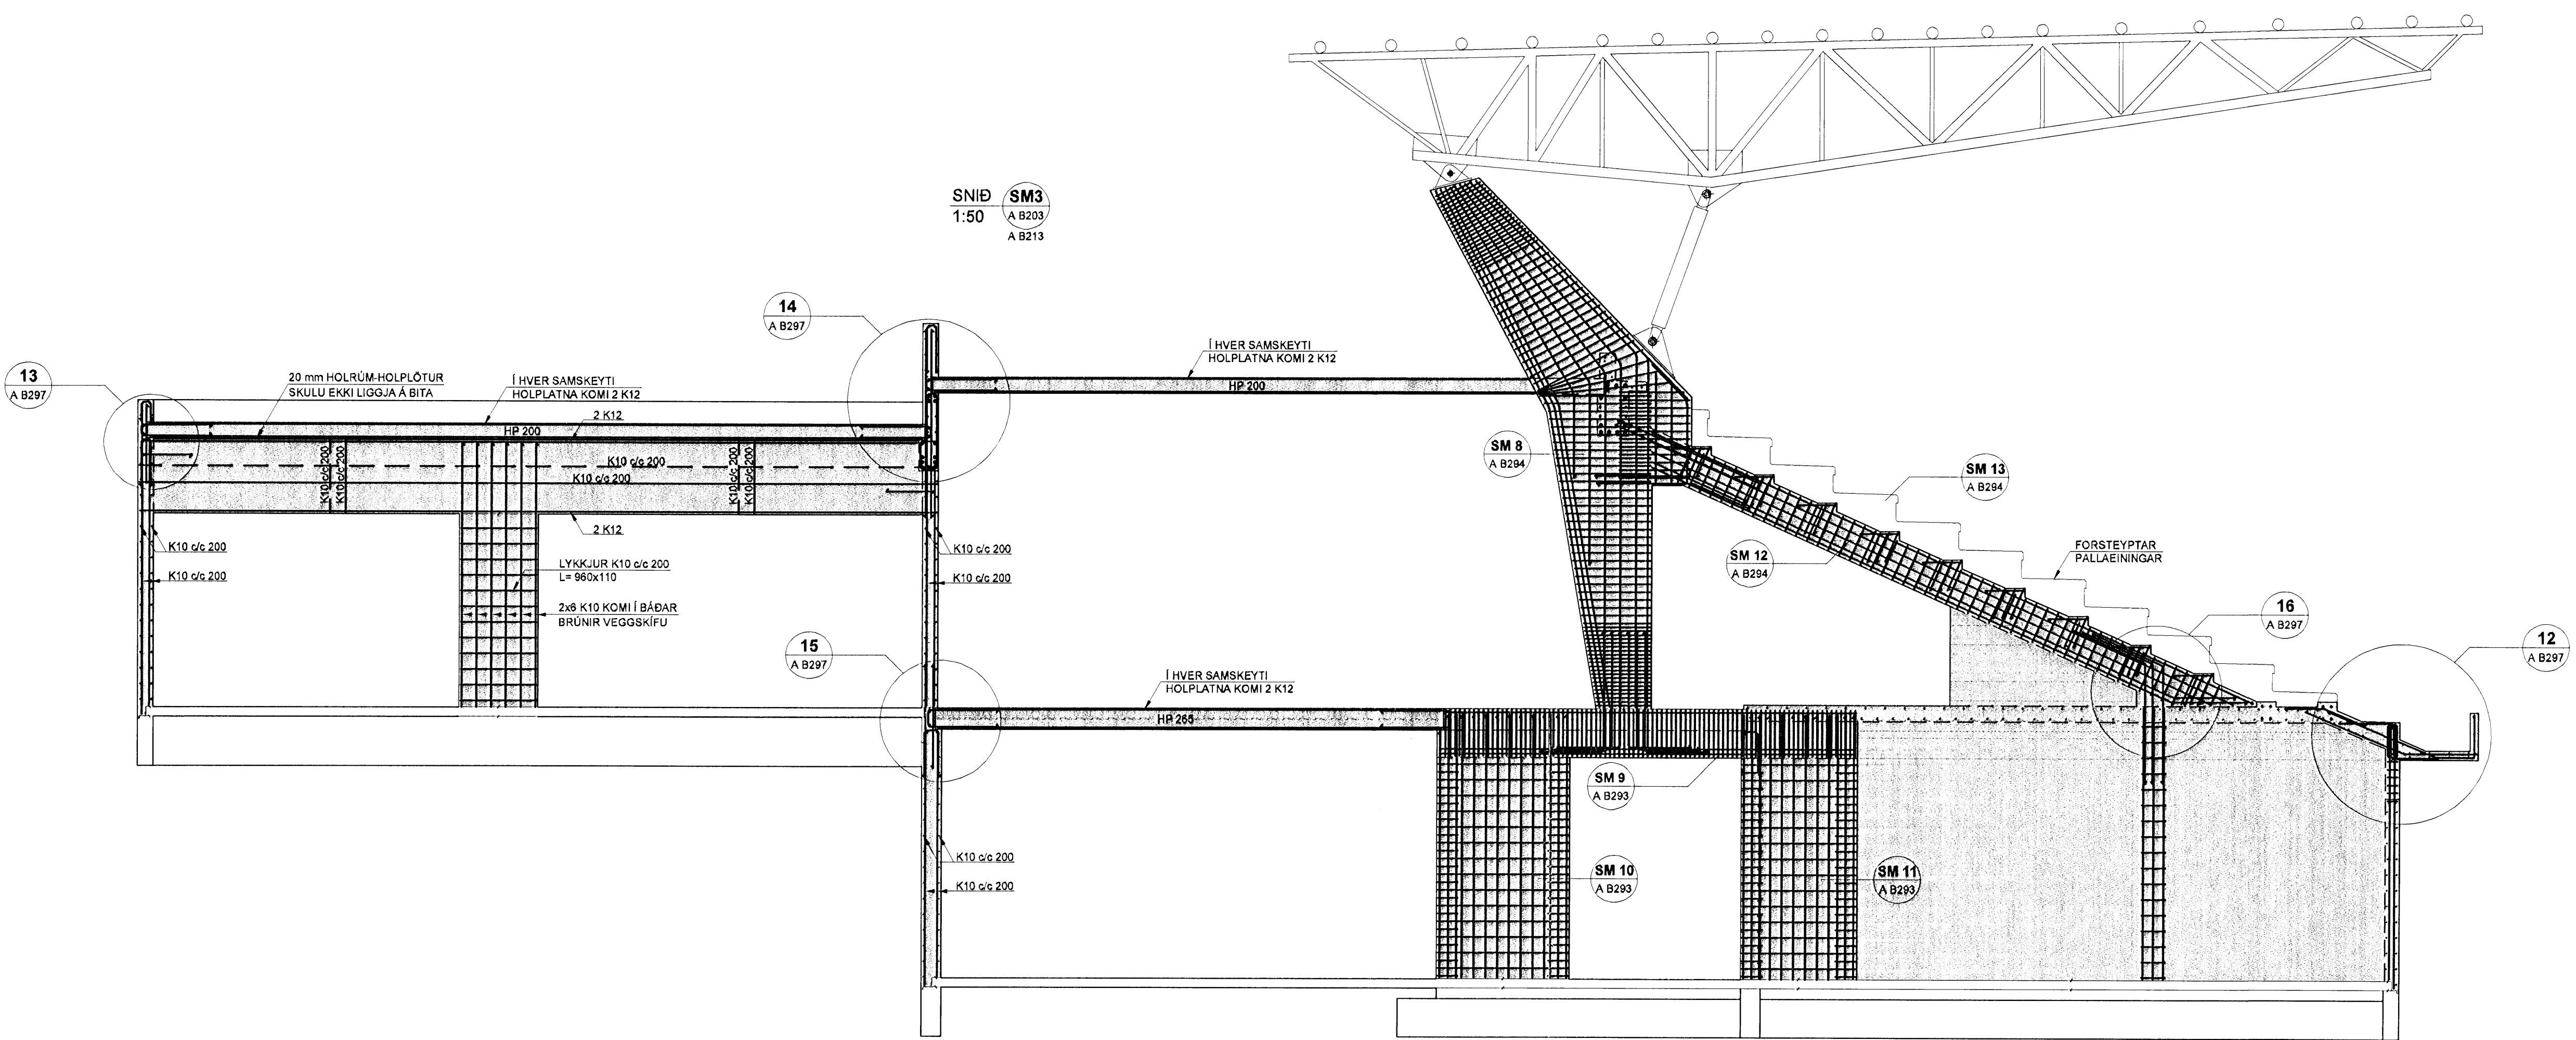 SNIÐ SM3
1:50 A B203
A B213
14
A B297
13
A B297
20 mm HOLRÚM-HOLPLÖTUR
SKULU EKKI LIGGJA Á BITA
Í HVER SAMSKEYTI
HOLPLATNA KOMI 2 K12
2 K12
HP 200
K10 c/c 200
K10 c/c 200
K10 c/c 200
K10 c/c 200
K10 c/c 200
K10 c/c 200
2 K12
K10 c/c 200
K10 c/c 200
LYKKJUR K10 c/c 200
L= 960x110
2x6 K10 KOMI Í BÁÐAR
BRÚNIR VEGGSKÍFU
K10 c/c 200
K10 c/c 200
Í HVER SAMSKEYTI
HOLPLATNA KOMI 2 K12
HP 200
SM 8
A B294
SM 13
A B294
SM 12
A B294
FORSTEYPTAR
PALLAEININGAR
16
A B297
12
A B297
15
A B297
Í HVER SAMSKEYTI
HOLPLATNA KOMI 2 K12
HP 265
SM 9
A B293
K10 c/c 200
K10 c/c 200
SM 10
A B293
SM 11
A B293